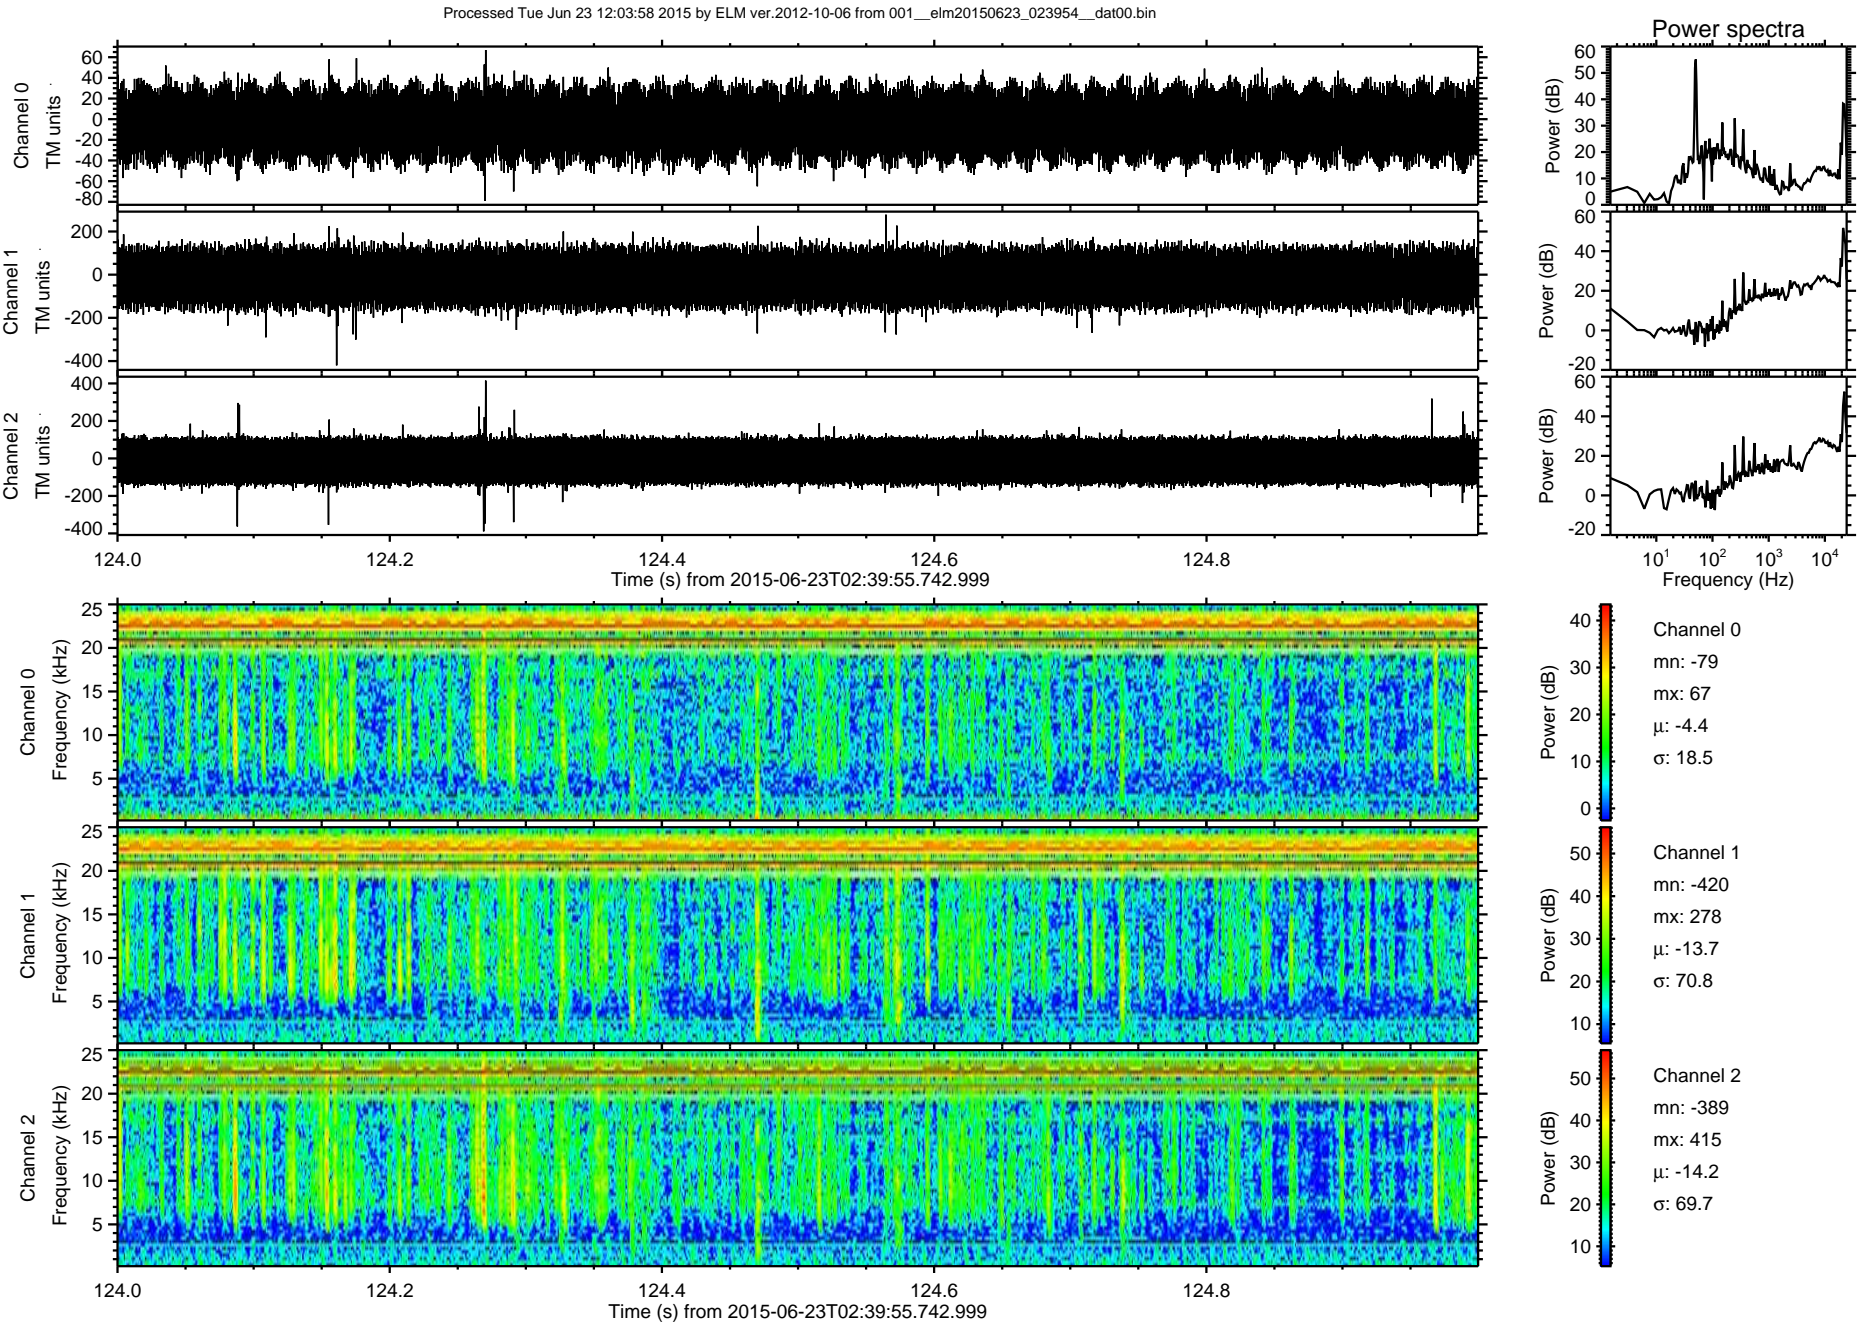 Processed Tue Jun 23 12:03:58 2015 by ELM ver.2012-10-06 from 001__elm20150623_023954__dat00.bin
Power spectra
Channel 0
TM units
60
40
20
0
-20
-40
-60
-80
Power (dB)
60
50
40
30
20
10
0
Channel 1
TM units
200
0
-200
-400
Power (dB)
60
40
20
0
-20
Channel 2
TM units
400
200
0
-200
-400
Power (dB)
60
40
20
0
-20
124.0 124.2 124.4 124.6 124.8
Time (s) from 2015-06-23T02:39:55.742.999
10¹ 10² 10³ 10⁴
Frequency (Hz)
Channel 0
Frequency (kHz)
25
20
15
10
5
Power (dB)
40
30
20
10
0
Channel 0
mn: -79
mx: 67
µ: -4.4
σ: 18.5
Channel 1
Frequency (kHz)
25
20
15
10
5
Power (dB)
50
40
30
20
10
Channel 1
mn: -420
mx: 278
µ: -13.7
σ: 70.8
Channel 2
Frequency (kHz)
25
20
15
10
5
Power (dB)
50
40
30
20
10
Channel 2
mn: -389
mx: 415
µ: -14.2
σ: 69.7
124.0 124.2 124.4 124.6 124.8
Time (s) from 2015-06-23T02:39:55.742.999